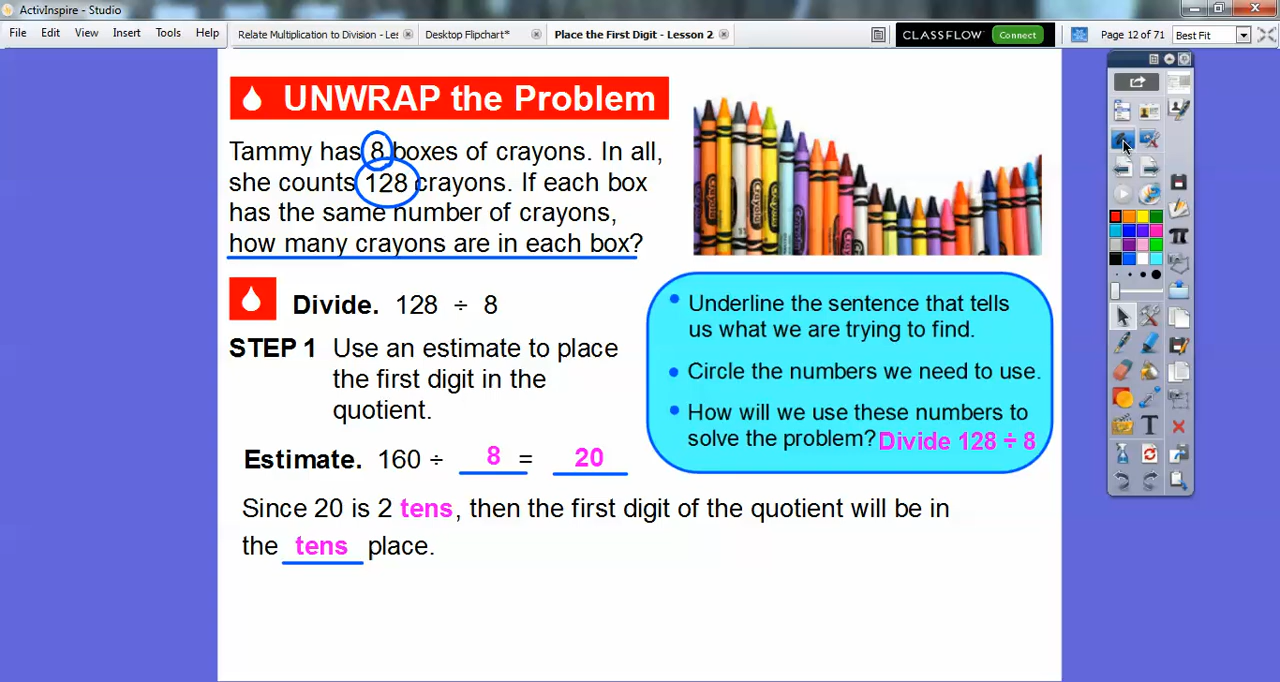 ActivInspire - Studio
File Edit View Insert Tools Help
Relate Multiplication to Division - Les
Desktop Flipchart*
Place the First Digit - Lesson 2.
CLASSFLOW Connect
Page 12 of 71
Best Fit
UNWRAP the Problem
Tammy has 8 boxes of crayons. In all,
she counts 128 crayons. If each box
has the same number of crayons,
how many crayons are in each box?
Divide. 128 ÷ 8
STEP 1 Use an estimate to place
the first digit in the
quotient.
Estimate. 160 ÷ 8 = 20
Since 20 is 2 tens, then the first digit of the quotient will be in
the tens place.
• Underline the sentence that tells
us what we are trying to find.
• Circle the numbers we need to use.
• How will we use these numbers to
solve the problem? Divide 128 ÷ 8